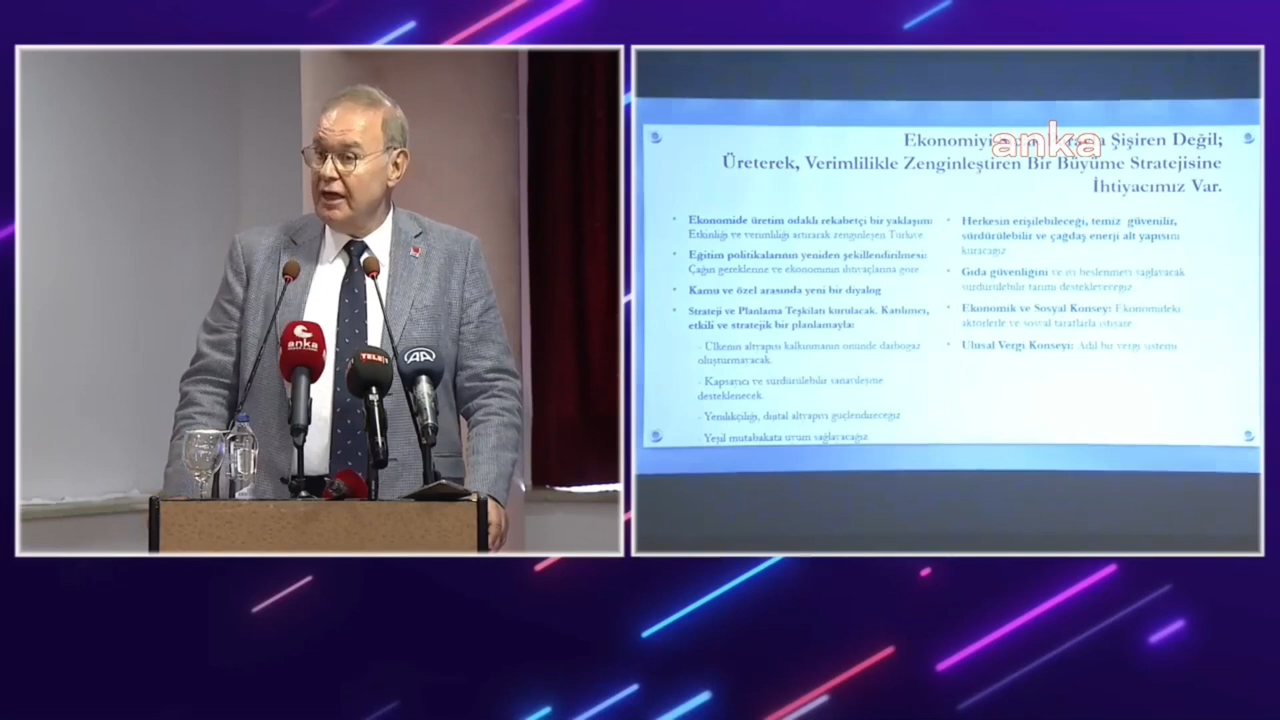 anka
TELE1
AA
anka
Ekonomiyi Şişiren Değil;
Üreterek, Verimlilikle Zenginleştiren Bir Büyüme Stratejisine
İhtiyacımız Var.
• Ekonomide üretim odaklı rekabetçi bir yaklaşım:
Etkinliği ve verimliliği artırarak zenginleşen Türkiye
• Eğitim politikalarının yeniden şekillendirilmesi:
Çağın gereklerine ve ekonominin ihtiyaçlarına göre
• Kamu ve özel arasında yeni bir diyalog
• Strateji ve Planlama Teşkilatı kurulacak. Katılımcı,
etkili ve stratejik bir planlamayla:
- Ülkenin altyapısı kalkınmanın önünde darboğaz
oluşturmayacak.
- Kapsayıcı ve sürdürülebilir sanayileşme
desteklenecek.
- Yenilikçiliği, dijital altyapıyı güçlendireceğiz
Yeşil mutabakata uyum sağlayacağız
• Herkesin erişilebileceği, temiz güvenilir,
sürdürülebilir ve çağdaş enerji alt yapısını
kuracağız
• Gıda güvenliğini ve iyi beslenmeyi sağlayacak
sürdürülebilir tarımı destekleyeceğiz
• Ekonomik ve Sosyal Konsey: Ekonomideki
aktörlerle ve sosyal taraflarla istişare
• Ulusal Vergi Konseyi: Adil bir vergi sistemi